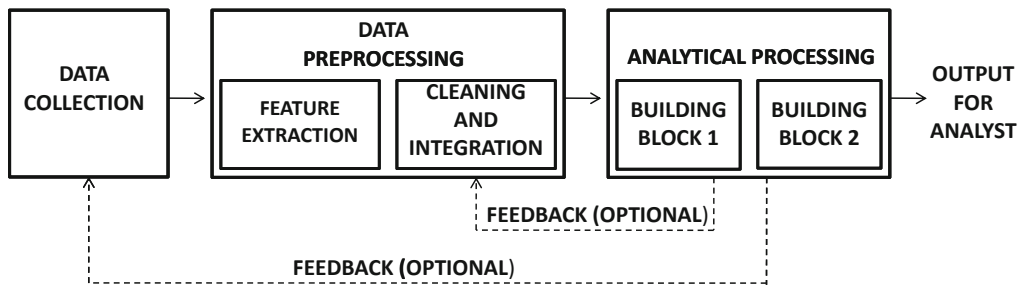 DATA
COLLECTION
DATA
PREPROCESSING
FEATURE
EXTRACTION
CLEANING
AND
INTEGRATION
ANALYTICAL PROCESSING
BUILDING
BLOCK 1
BUILDING
BLOCK 2
OUTPUT
FOR
ANALYST
FEEDBACK (OPTIONAL)
FEEDBACK (OPTIONAL)